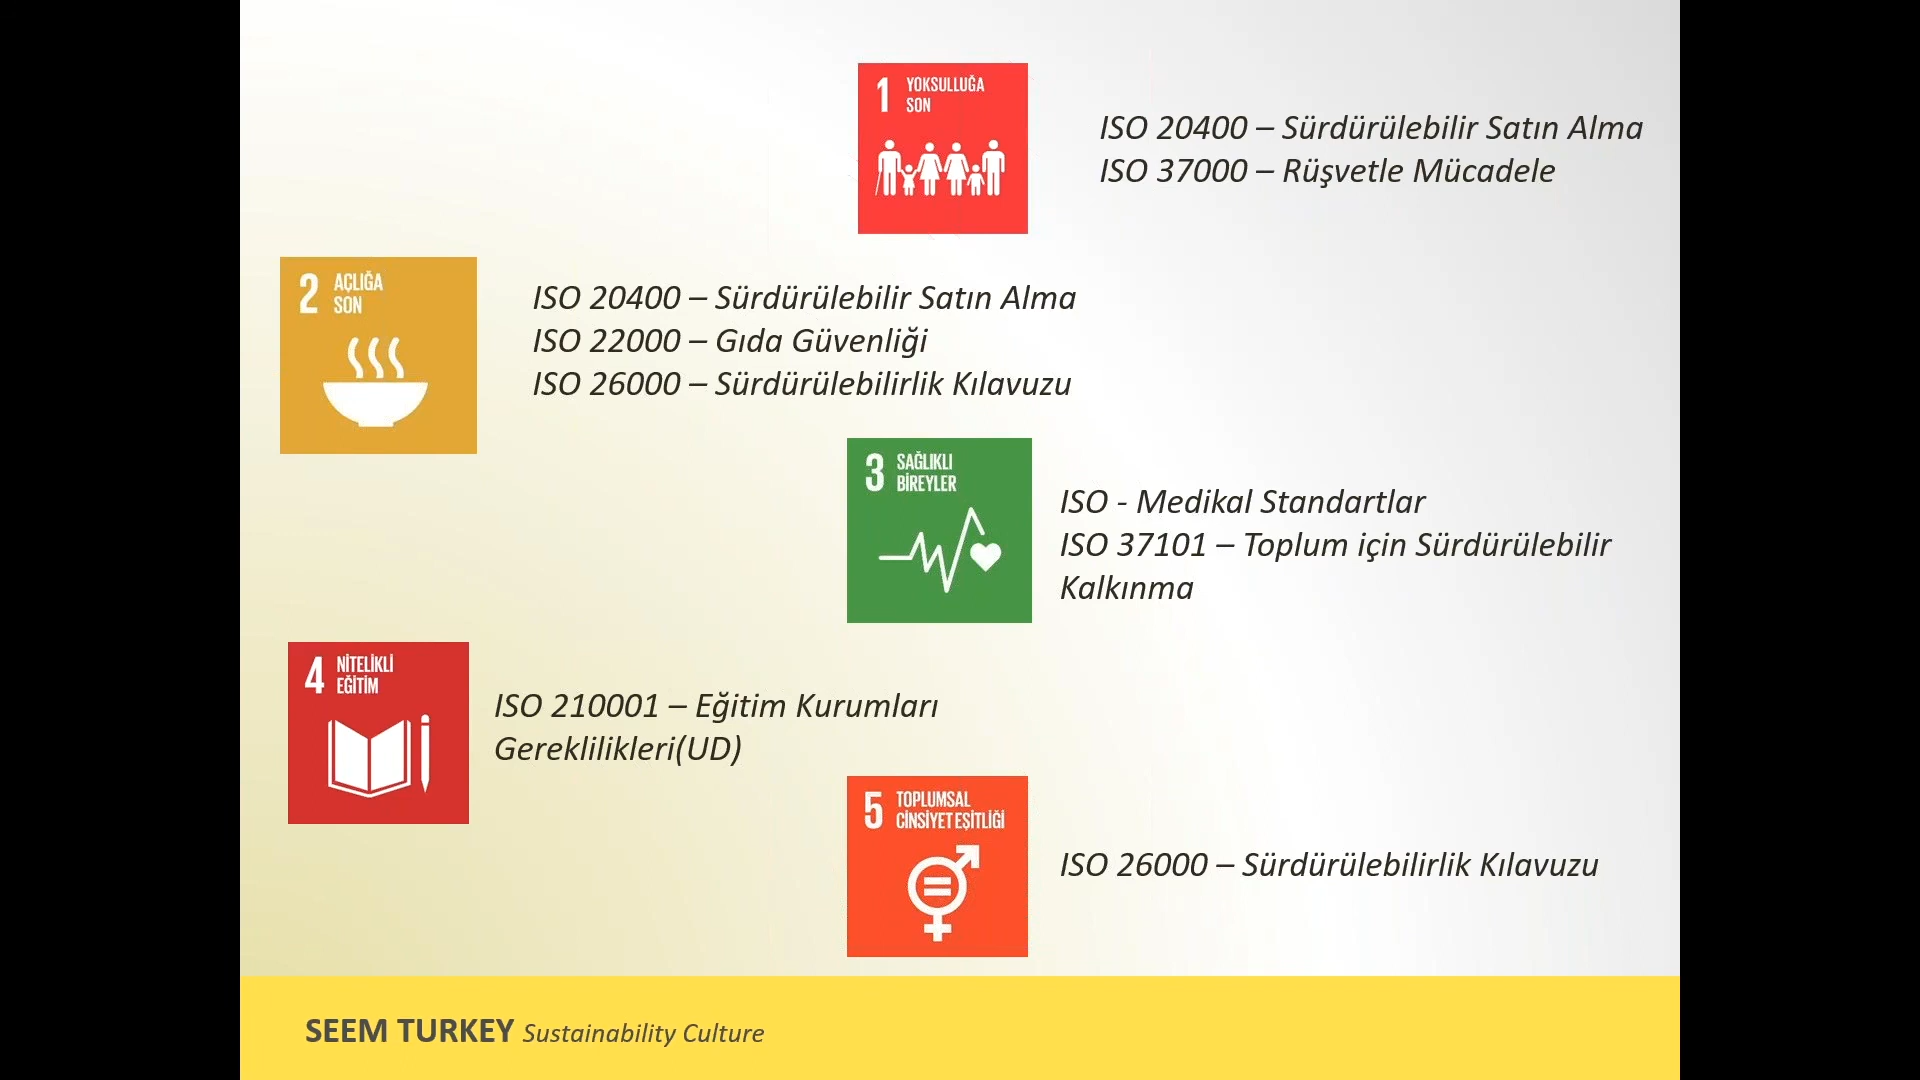 1 YOKSULLUĞA
SON
ISO 20400 – Sürdürülebilir Satın Alma
ISO 37000 – Rüşvetle Mücadele
2 AÇLIĞA
SON
ISO 20400 – Sürdürülebilir Satın Alma
ISO 22000 – Gıda Güvenliği
ISO 26000 – Sürdürülebilirlik Kılavuzu
3 SAĞLIKLI
BİREYLER
ISO - Medikal Standartlar
ISO 37101 – Toplum için Sürdürülebilir
Kalkınma
4 NİTELİKLİ
EĞİTİM
ISO 210001 – Eğitim Kurumları
Gereklilikleri(UD)
5 TOPLUMSAL
CİNSİYET EŞİTLİĞİ
ISO 26000 – Sürdürülebilirlik Kılavuzu
SEEM TURKEY Sustainability Culture